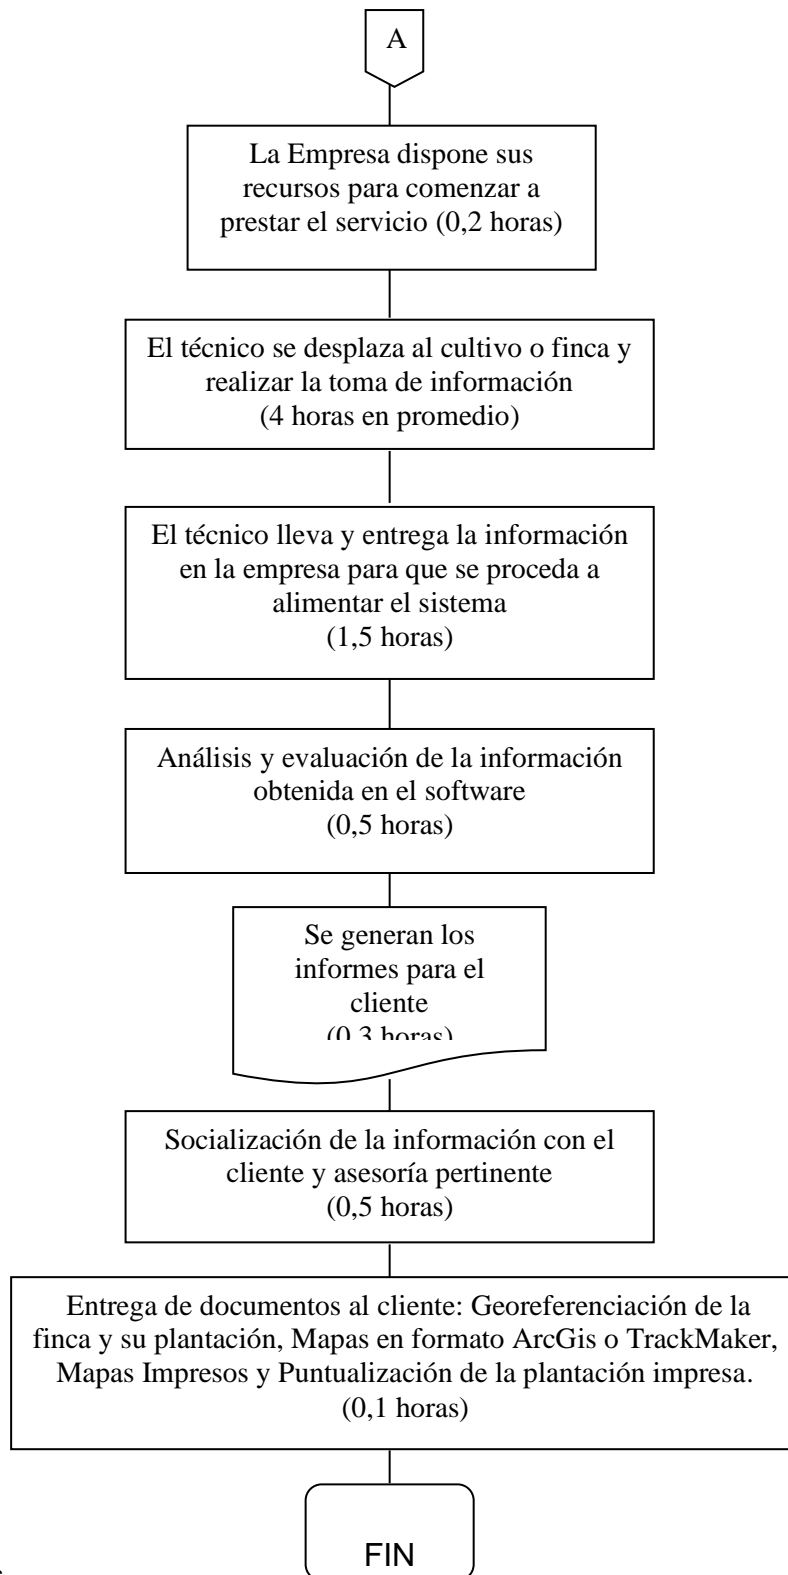 A
La Empresa dispone sus
recursos para comenzar a
prestar el servicio (0,2 horas)
El técnico se desplaza al cultivo o finca y
realizar la toma de información
(4 horas en promedio)
El técnico lleva y entrega la información
en la empresa para que se proceda a
alimentar el sistema
(1,5 horas)
Análisis y evaluación de la información
obtenida en el software
(0,5 horas)
Se generan los
informes para el
cliente
(0,3 horas)
Socialización de la información con el
cliente y asesoría pertinente
(0,5 horas)
Entrega de documentos al cliente: Georeferenciación de la
finca y su plantación, Mapas en formato ArcGis o TrackMaker,
Mapas Impresos y Puntualización de la plantación impresa.
(0,1 horas)
FIN